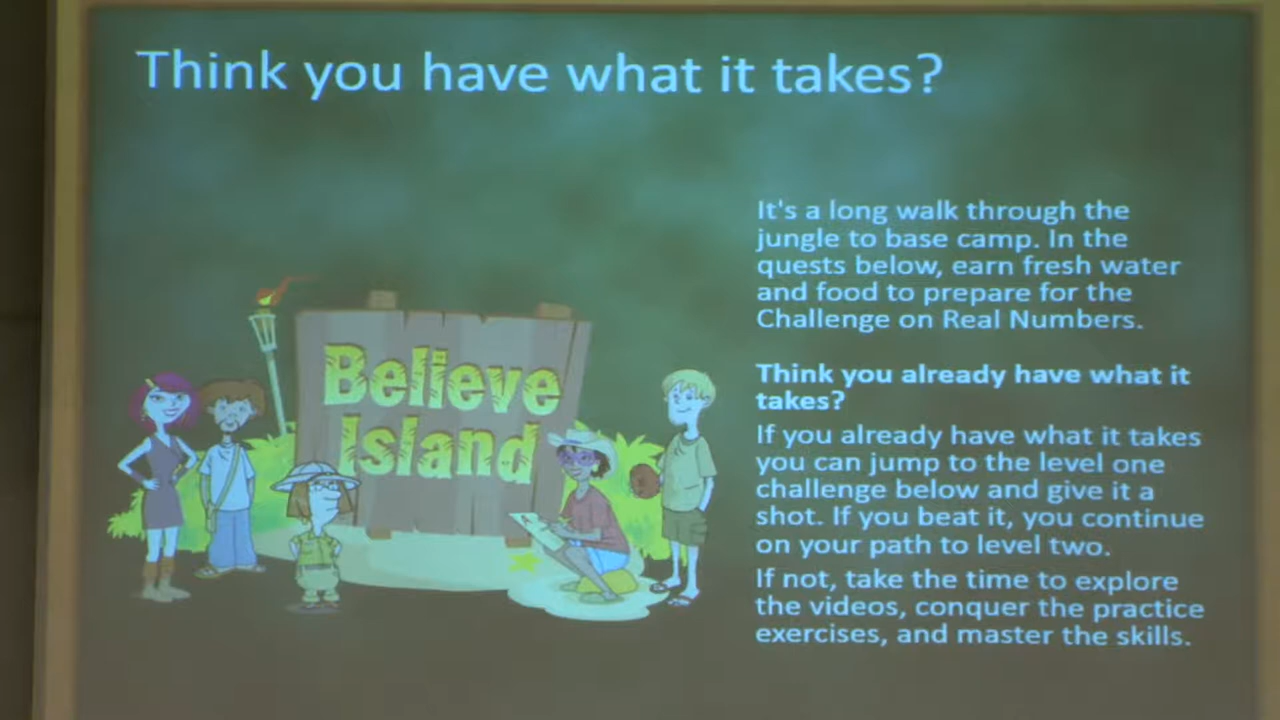 Think you have what it takes?
It's a long walk through the
jungle to base camp. In the
quests below, earn fresh water
and food to prepare for the
Challenge on Real Numbers.
Think you already have what it
takes?
If you already have what it takes
you can jump to the level one
challenge below and give it a
shot. If you beat it, you continue
on your path to level two.
If not, take the time to explore
the videos, conquer the practice
exercises, and master the skills.
Believe
Island